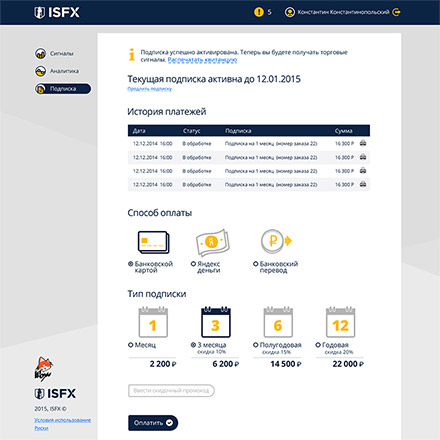 ISFX
5
Константин Константинопольский
Сигналы
Аналитика
Подписка
Подписка успешно активирована. Теперь вы будете получать торговые
сигналы. Распечатать квитанцию
Текущая подписка активна до 12.01.2015
Продлить подписку
История платежей
Дата Статус Подписка Сумма
12.12.2014 16:00 В обработке Подписка на 1 месяц (номер заказа 22) 16 300 ₽
12.12.2014 16:00 В обработке Подписка на 1 месяц (номер заказа 22) 16 300 ₽
12.12.2014 16:00 В обработке Подписка на 1 месяц (номер заказа 22) 16 300 ₽
12.12.2014 16:00 В обработке Подписка на 1 месяц (номер заказа 22) 16 300 ₽
Способ оплаты
Я
₽
Банковской
картой
Яндекс
деньги
Банковский
перевод
Тип подписки
1 3 6 12
Месяц
3 месяца
скидка 10%
Полугодовая
скидка 15%
Годовая
скидка 20%
2 200 ₽ 6 200 ₽ 14 500 ₽ 22 000 ₽
Ввести скидочный промокод
Оплатить
ISFX
2015, ISFX ©
Условия использования
Риски